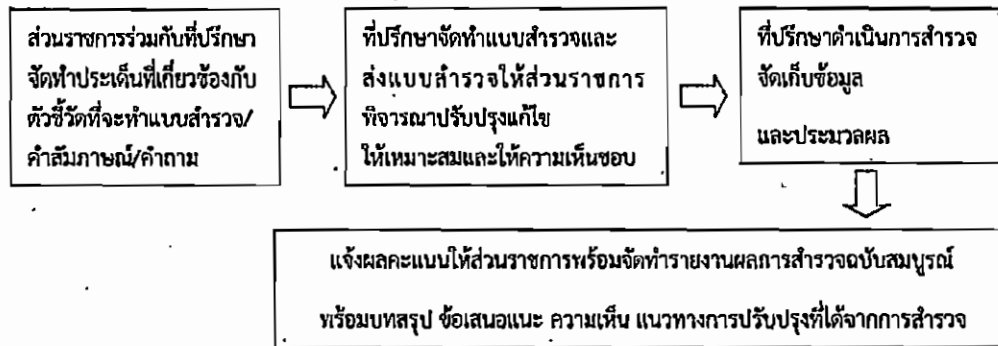 ส่วนราชการร่วมกับที่ปรึกษา
จัดทำประเด็นที่เกี่ยวข้องกับ
ตัวชี้วัดที่จะทำแบบสำรวจ/
คำสัมภาษณ์/คำถาม
ที่ปรึกษาจัดทำแบบสำรวจและ
ส่งแบบสำรวจให้ส่วนราชการ
พิจารณาปรับปรุงแก้ไข
ให้เหมาะสมและให้ความเห็นชอบ
ที่ปรึกษาดำเนินการสำรวจ
จัดเก็บข้อมูล
และประมวลผล
แจ้งผลคะแนนให้ส่วนราชการพร้อมจัดทำรายงานผลการสำรวจฉบับสมบูรณ์
พร้อมบทสรุป ข้อเสนอแนะ ความเห็น แนวทางการปรับปรุงที่ได้จากการสำรวจ